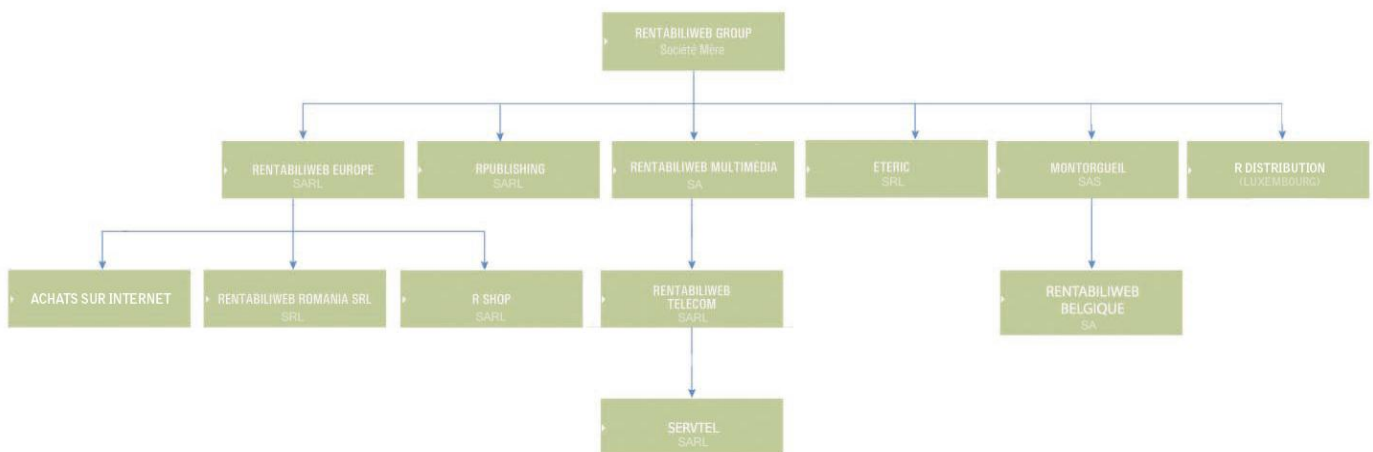 RENTABILIWEB GROUP
Société Mère
RENTABILIWEB EUROPE
SARL
RPUBLISHING
SARL
RENTABILIWEB MULTIMÉDIA
SA
ETERIC
SRL
MONTORGUEIL
SAS
R DISTRIBUTION
(LUXEMBOURG)
ACHATS SUR INTERNET
RENTABILIWEB ROMANIA SRL
SRL
R SHOP
SARL
RENTABILIWEB
TELECOM
SARL
RENTABILIWEB
BELGIQUE
SA
SERVTEL
SARL